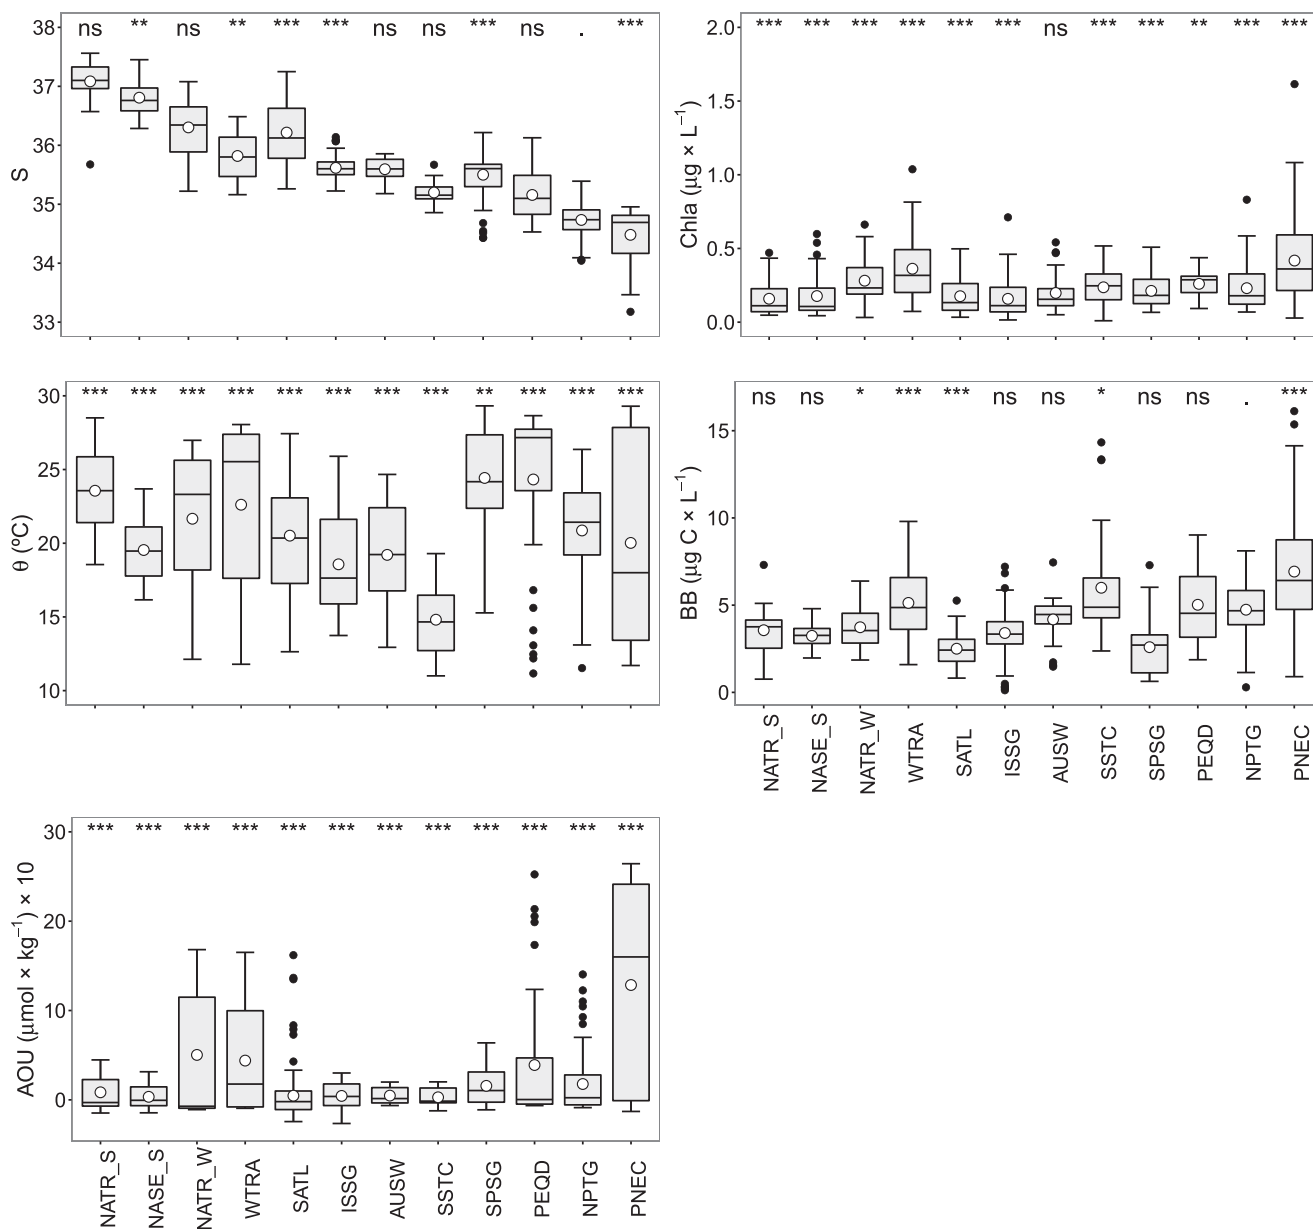 ns ** ns ** *** *** ns ns *** ns . ***
38
37
36
35
34
33
S
*** *** *** *** *** *** ns *** *** ** *** ***
2.0
1.5
1.0
0.5
0.0
Chla (μg × L⁻¹)
*** *** *** *** *** *** *** *** ** *** *** ***
30
25
20
15
10
θ (ºC)
ns ns * *** *** ns ns * ns ns . ***
15
10
5
0
BB (μg C × L⁻¹)
NATR_S NASE_S NATR_W WTRA SATL ISSG AUSW SSTC SPSG PEQD NPTG PNEC
*** *** *** *** *** *** *** *** *** *** *** ***
30
20
10
0
AOU (μmol × kg⁻¹) × 10
NATR_S NASE_S NATR_W WTRA SATL ISSG AUSW SSTC SPSG PEQD NPTG PNEC